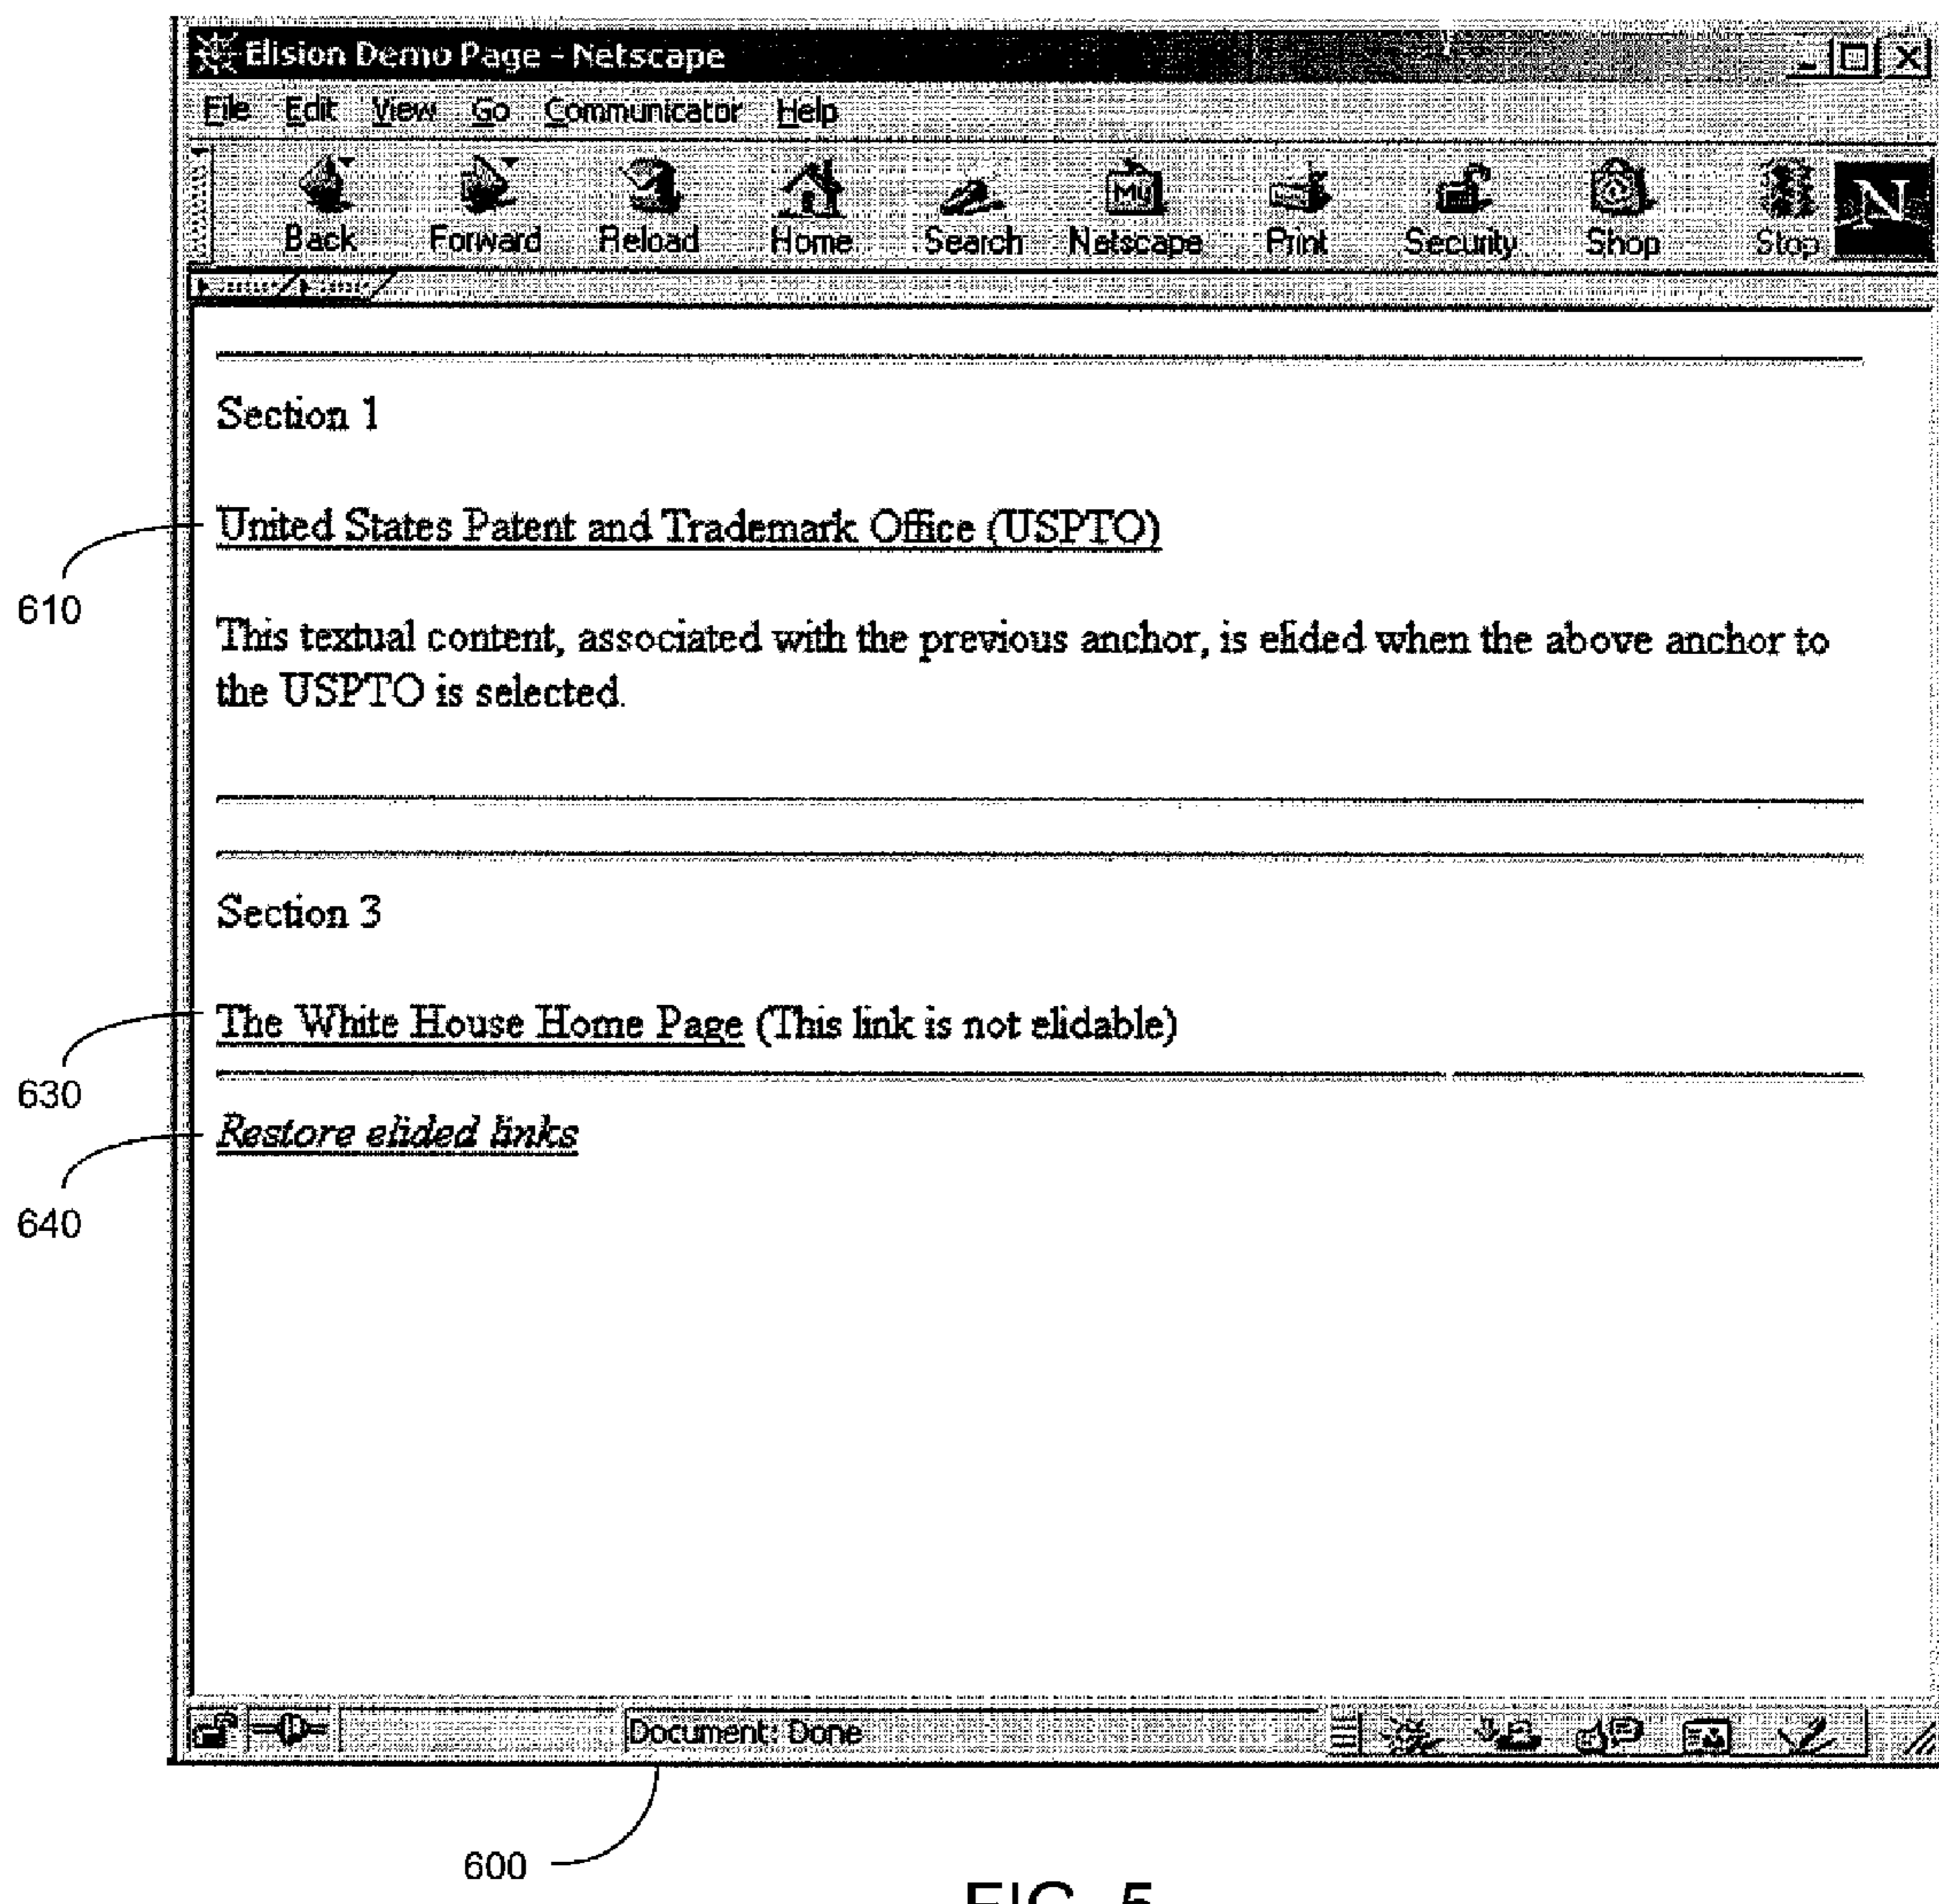 Elision Demo Page - Netscape
File Edit View Go Communicator Help
My
N
Back Forward Reload Home Search Netscape Print Security Shop Stop
Section 1
United States Patent and Trademark Office (USPTO)
610
This textual content, associated with the previous anchor, is elided when the above anchor to
the USPTO is selected.
Section 3
The White House Home Page (This link is not elidable)
630
Restore elided links
640
Document: Done
600
FIG. 5